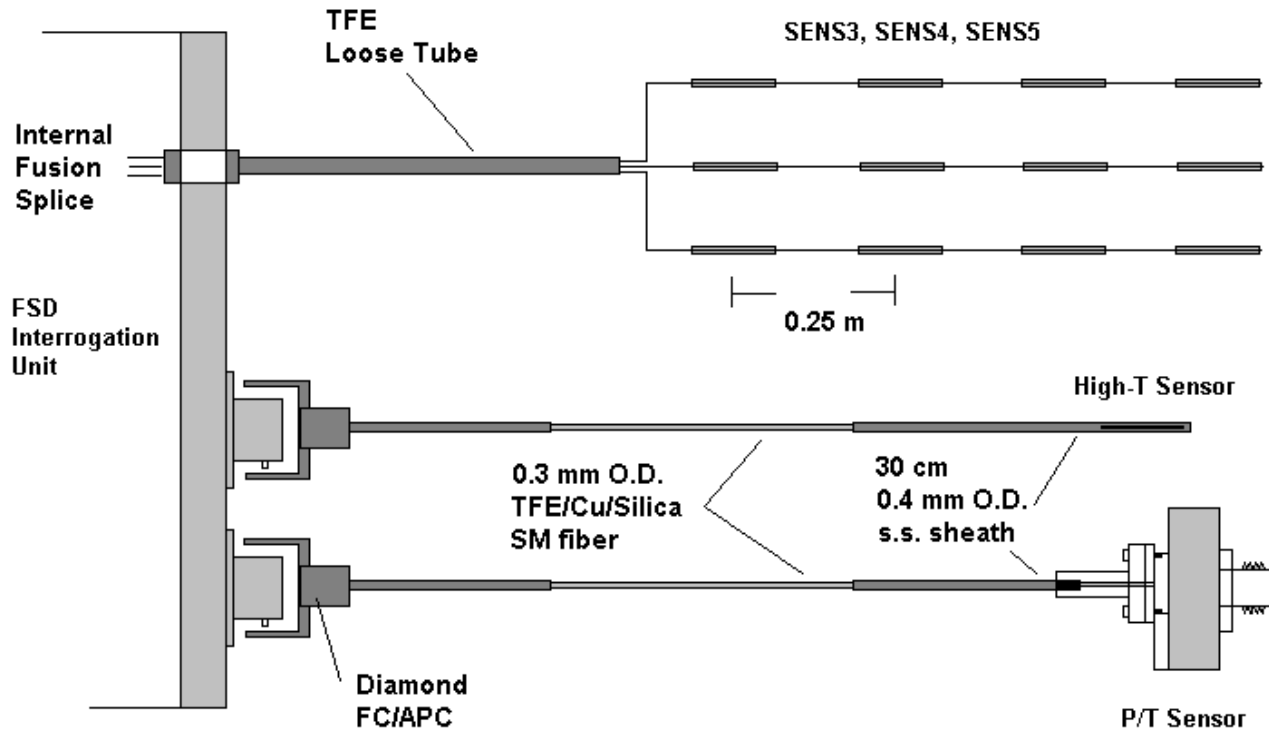 TFE
Loose Tube
SENS3, SENS4, SENS5
Internal
Fusion
Splice
0.25 m
FSD
Interrogation
Unit
High-T Sensor
0.3 mm O.D.
TFE/Cu/Silica
SM fiber
30 cm
0.4 mm O.D.
s.s. sheath
Diamond
FC/APC
P/T Sensor